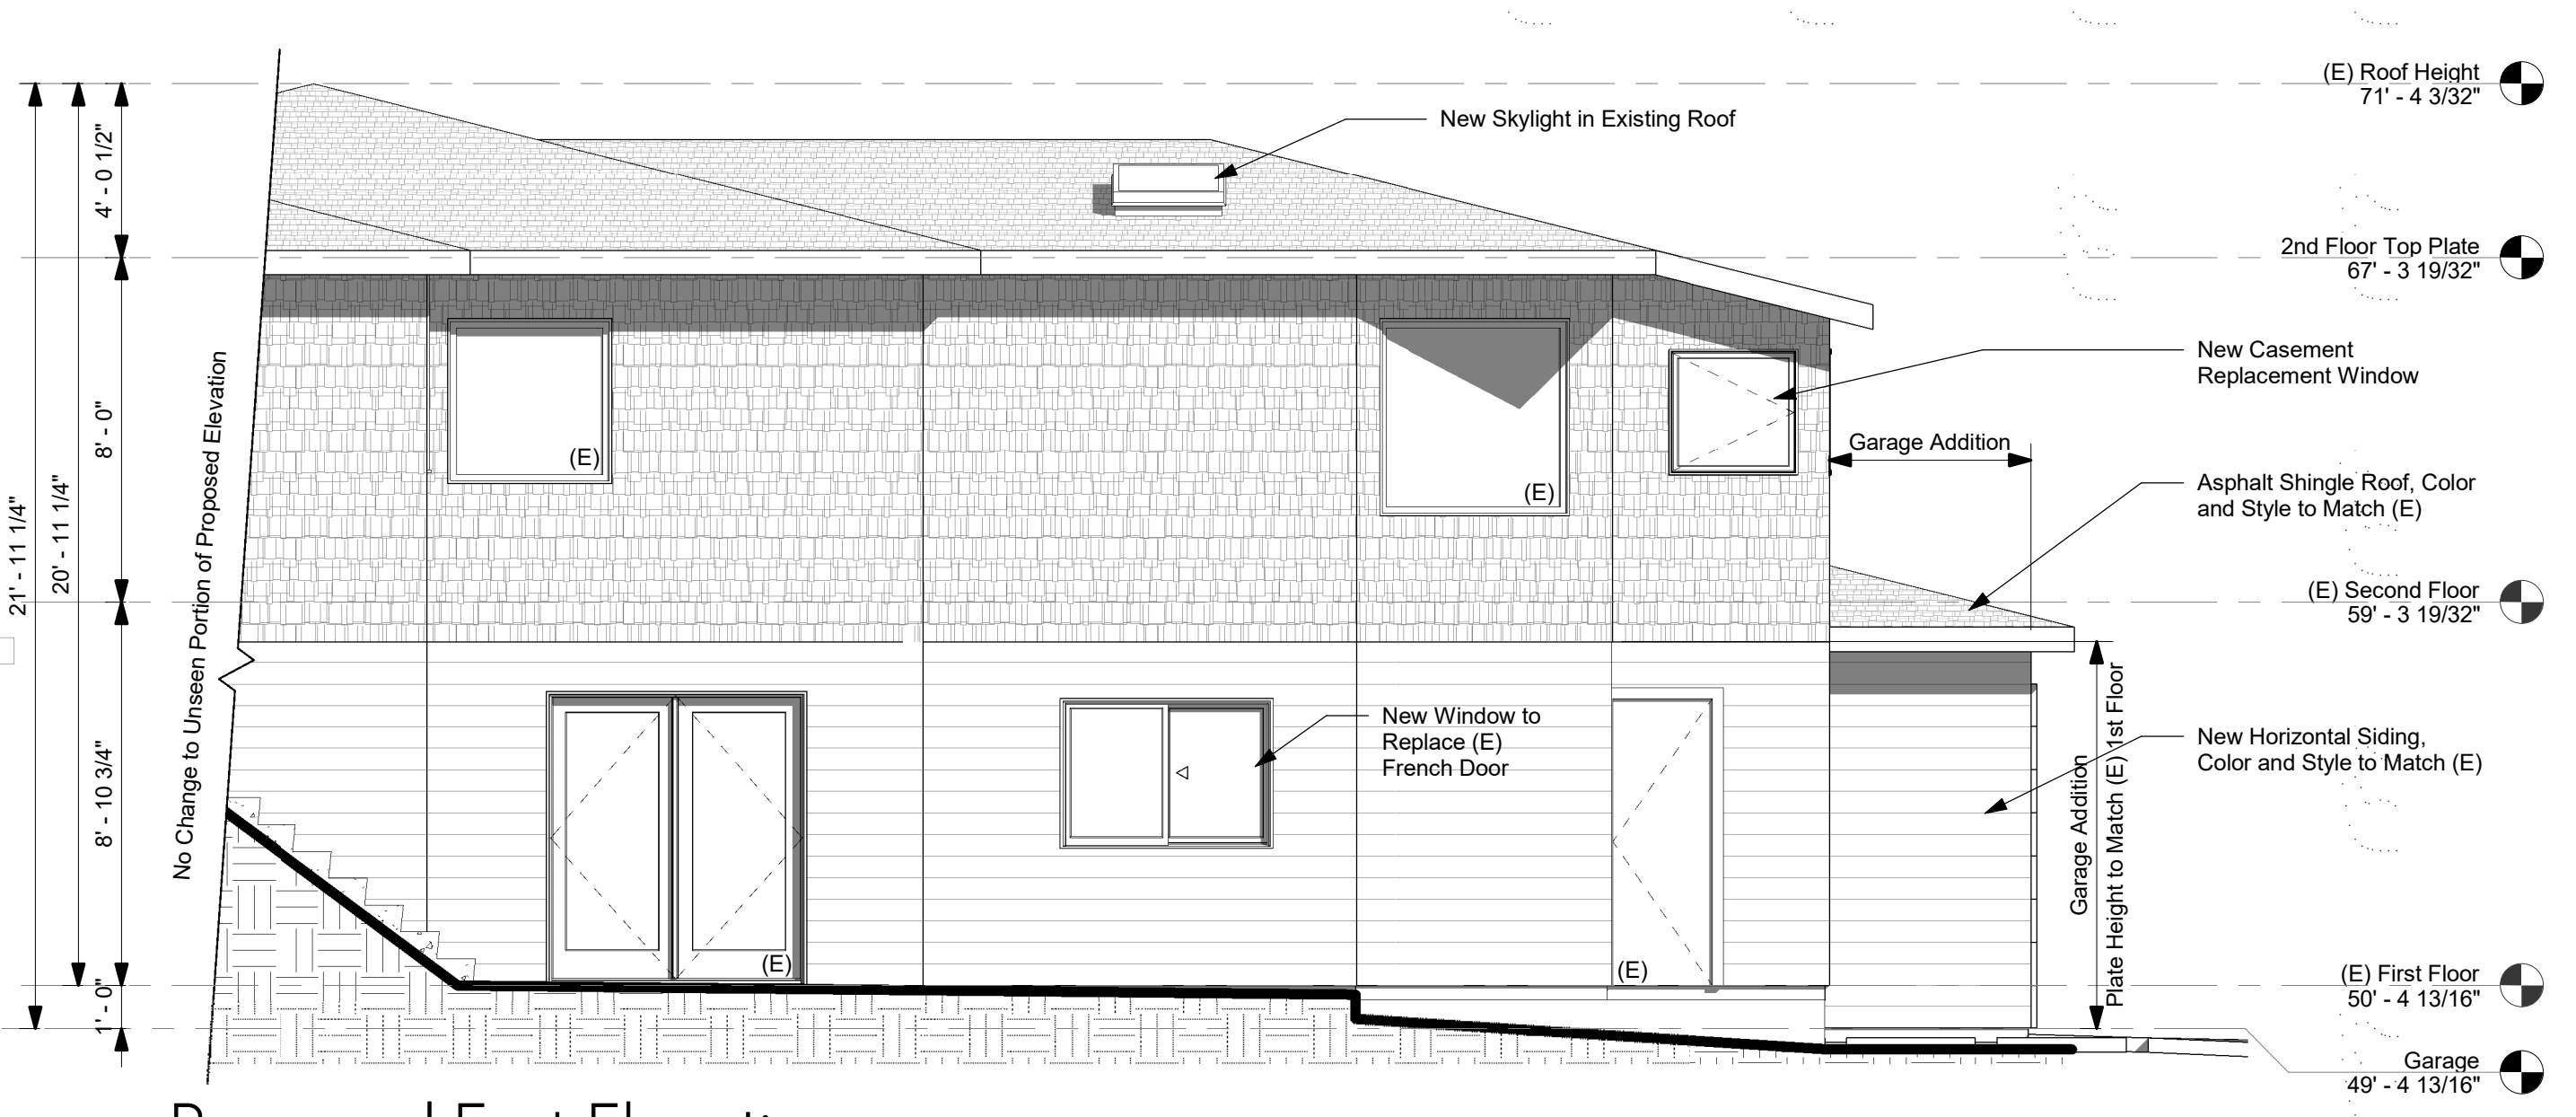 (E) Roof Height
71' - 4 3/32"
New Skylight in Existing Roof
4' - 0 1/2"
2nd Floor Top Plate
67' - 3 19/32"
New Casement
Replacement Window
Garage Addition
8' - 0"
(E)
(E)
Asphalt Shingle Roof, Color
and Style to Match (E)
21' - 11 1/4"
20' - 11 1/4"
No Change to Unseen Portion of Proposed Elevation
(E) Second Floor
59' - 3 19/32"
New Window to
Replace (E)
French Door
New Horizontal Siding,
Color and Style to Match (E)
Garage Addition
Plate Height to Match (E) 1st Floor
8' - 10 3/4"
(E)
(E)
(E) First Floor
50' - 4 13/16"
1' - 0"
Garage
49' - 4 13/16"